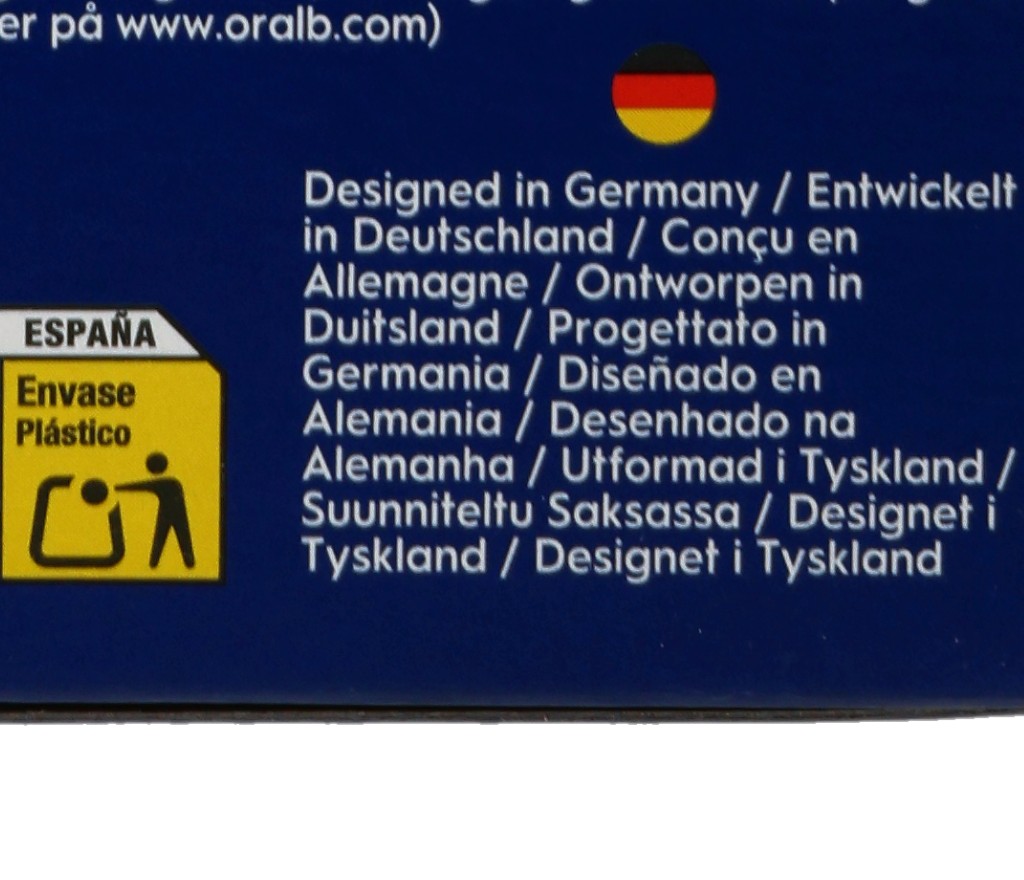 er på www.oralb.com)
Designed in Germany / Entwickelt
in Deutschland / Conçu en
Allemagne / Ontworpen in
Duitsland / Progettato in
Germania / Diseñado en
Alemania / Desenhado na
Alemanha / Utformad i Tyskland /
Suunniteltu Saksassa / Designet i
Tyskland / Designet i Tyskland
ESPAÑA
Envase
Plástico